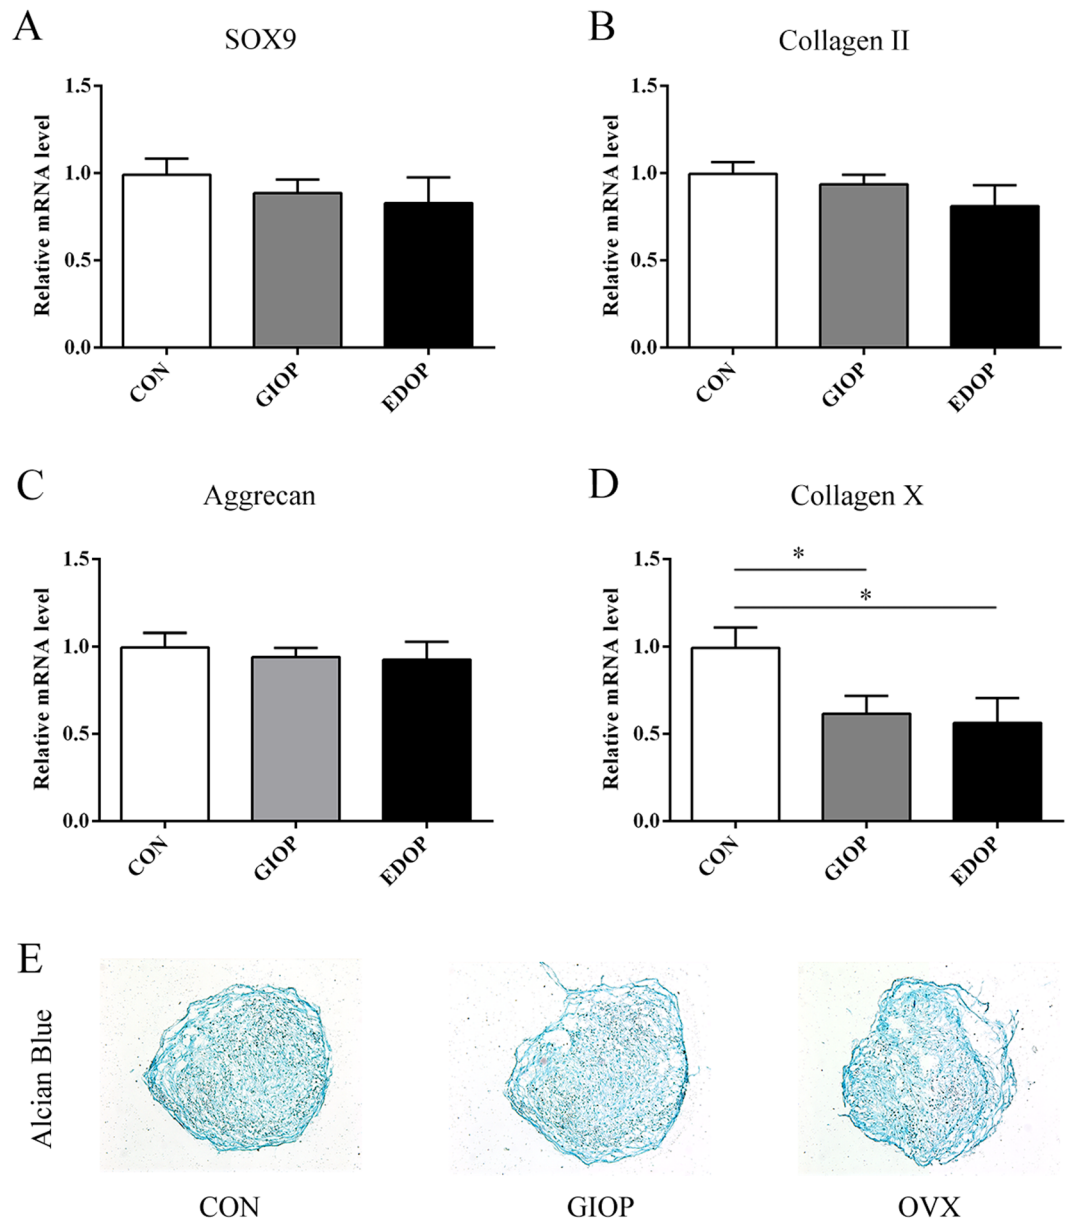 A
SOX9
Relative mRNA level
1.5
1.0
0.5
0.0
CON
GIOP
EDOP
B
Collagen II
Relative mRNA level
1.5
1.0
0.5
0.0
CON
GIOP
EDOP
C
Aggrecan
Relative mRNA level
1.5
1.0
0.5
0.0
CON
GIOP
EDOP
D
Collagen X
Relative mRNA level
1.5
1.0
0.5
0.0
*
*
CON
GIOP
EDOP
E
Alcian Blue
CON
GIOP
OVX